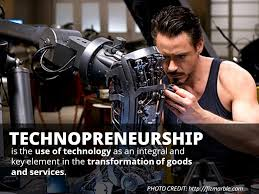 TECHNOPRENEURSHIP
is the use of technology as an integral and
key element in the transformation of goods
and services.
PHOTO CREDIT: http://fizmarble.com/